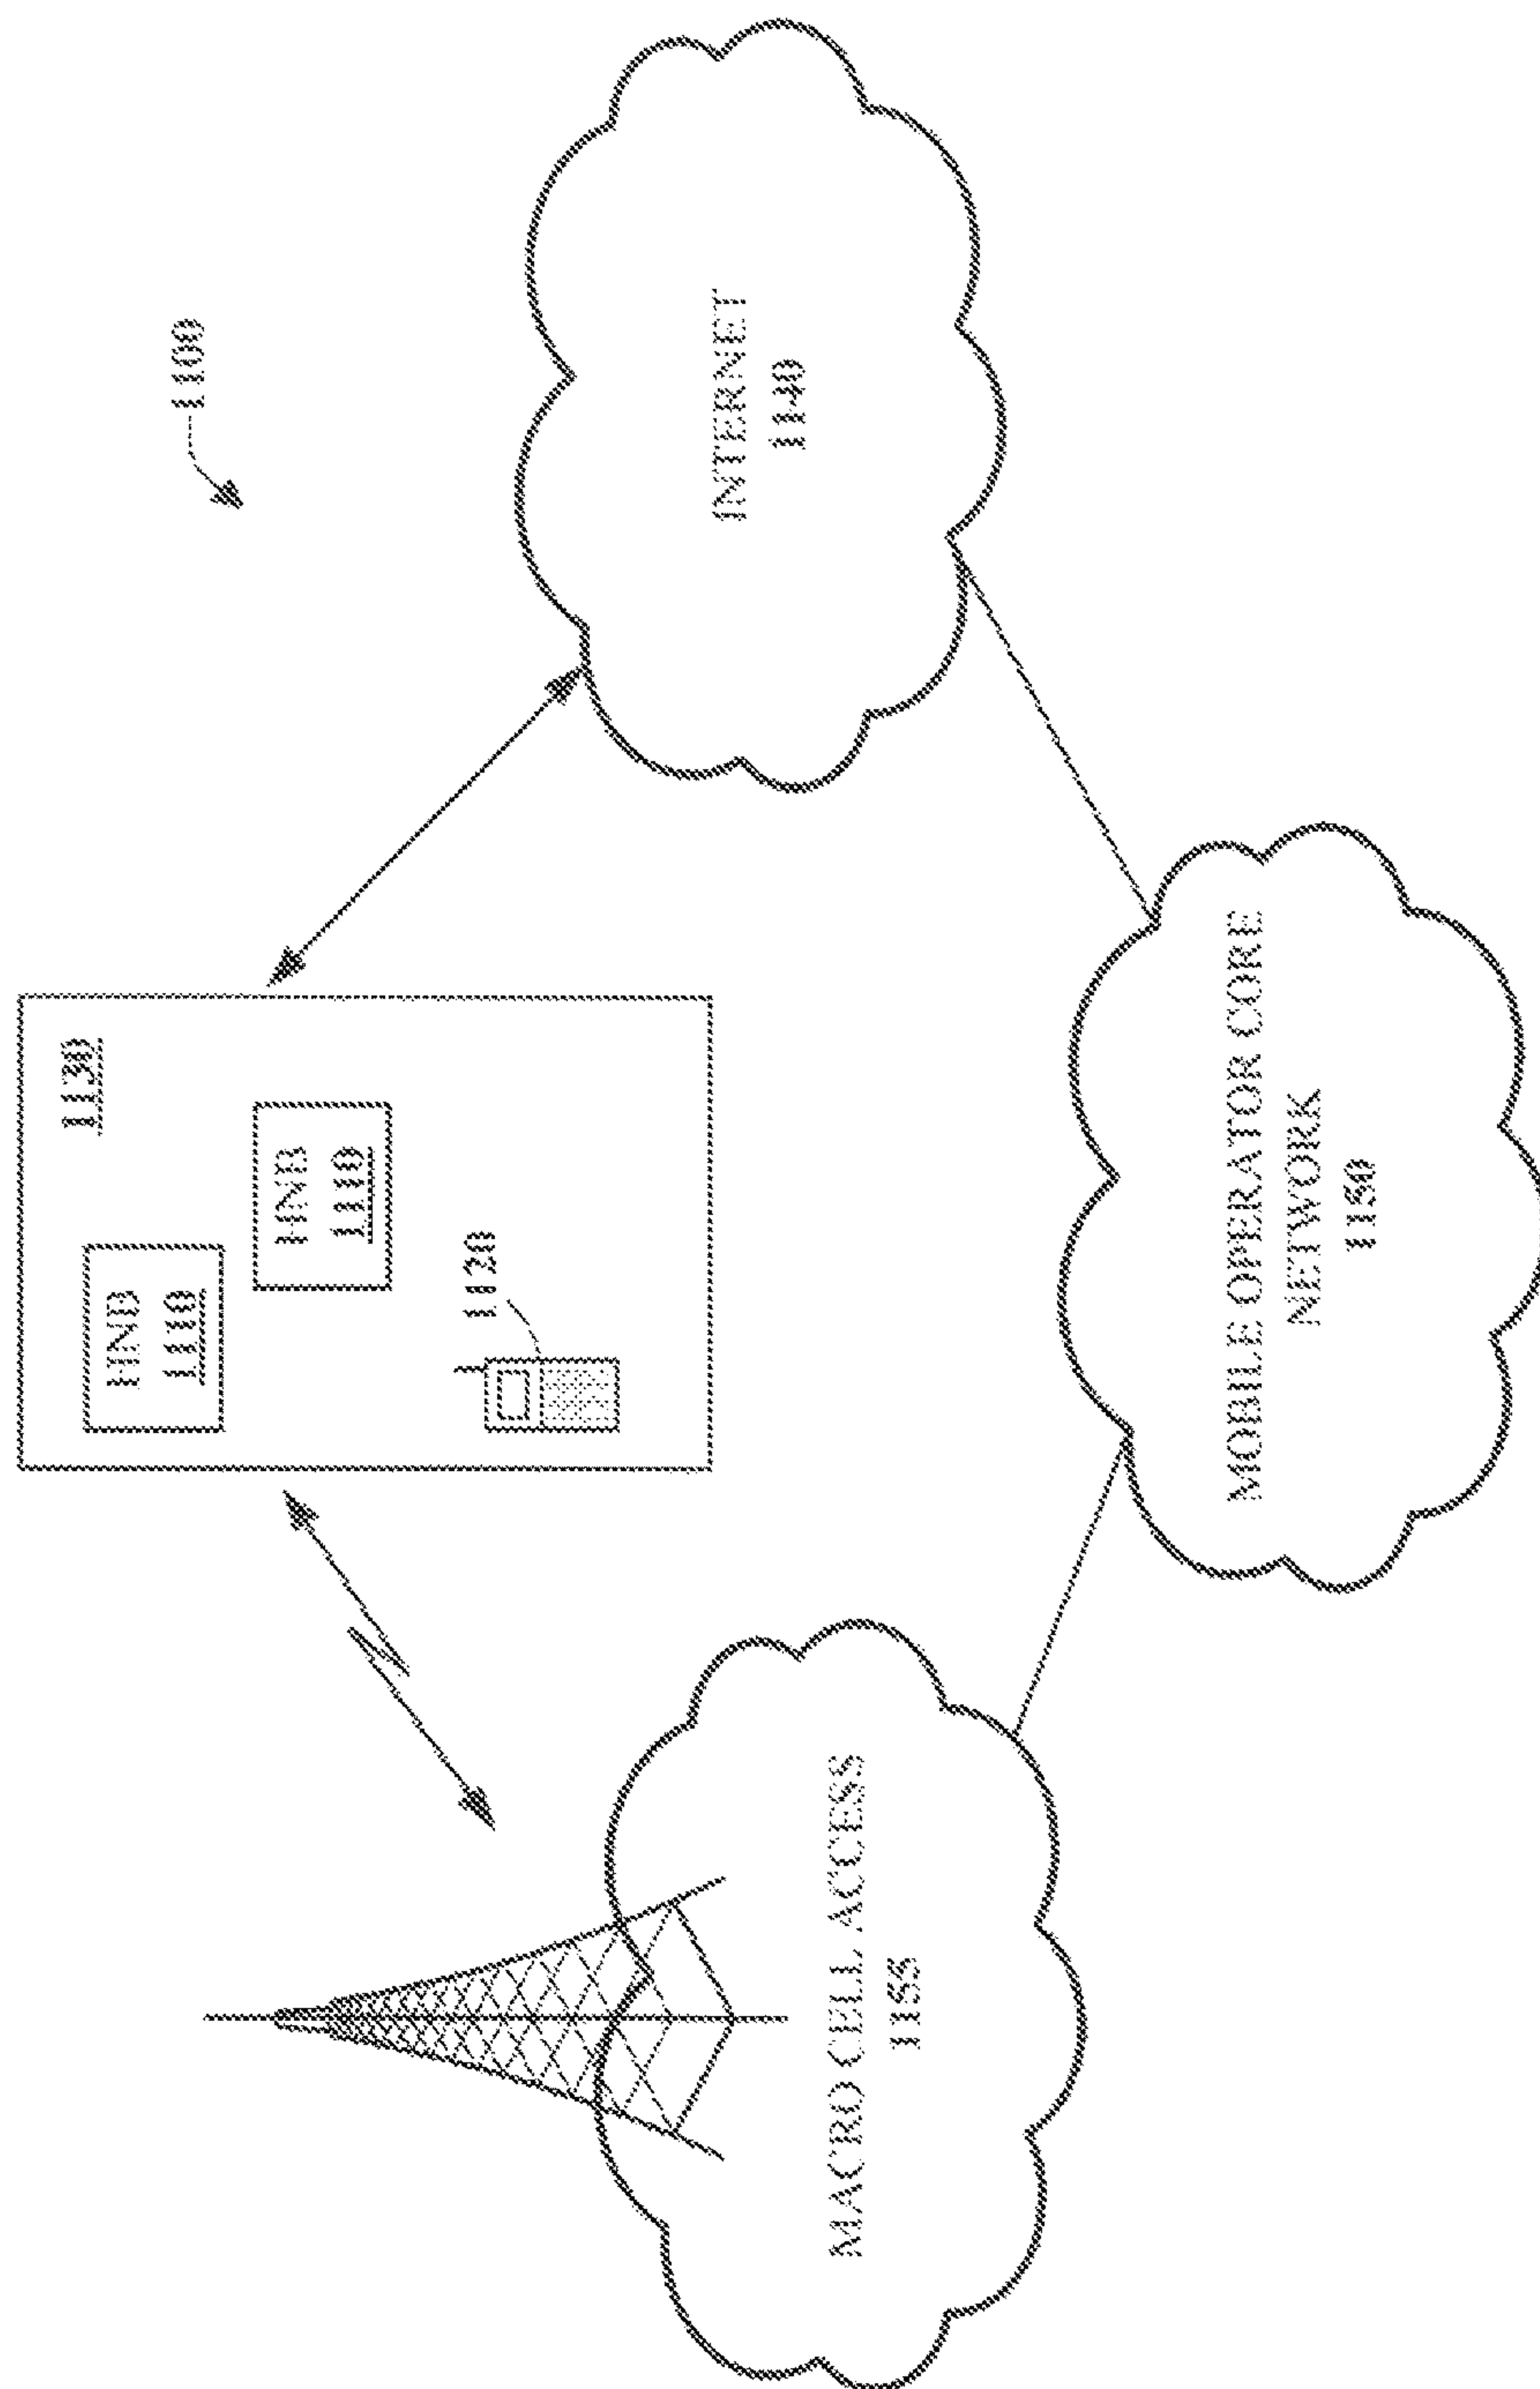 1100
1130
HNB
1110
HNB
1110
1120
INTERNET
1140
MACRO CELL ACCESS
1155
MOBILE OPERATOR CORE
NETWORK
1150